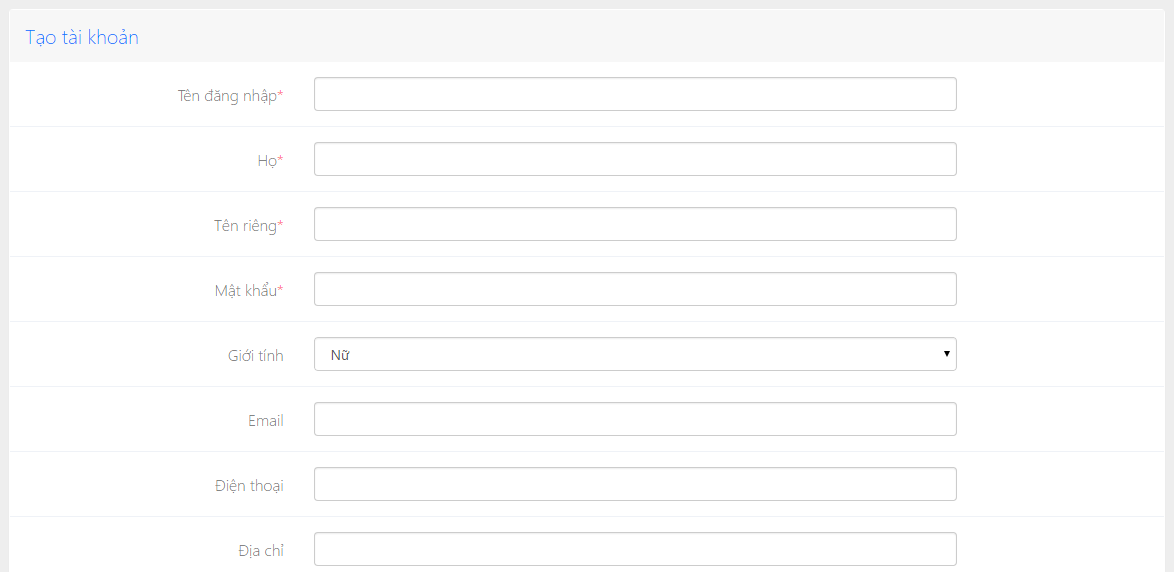 Tạo tài khoản
Tên đăng nhập*
Họ*
Tên riêng*
Mật khẩu*
Giới tính Nữ
Email
Điện thoại
Địa chỉ